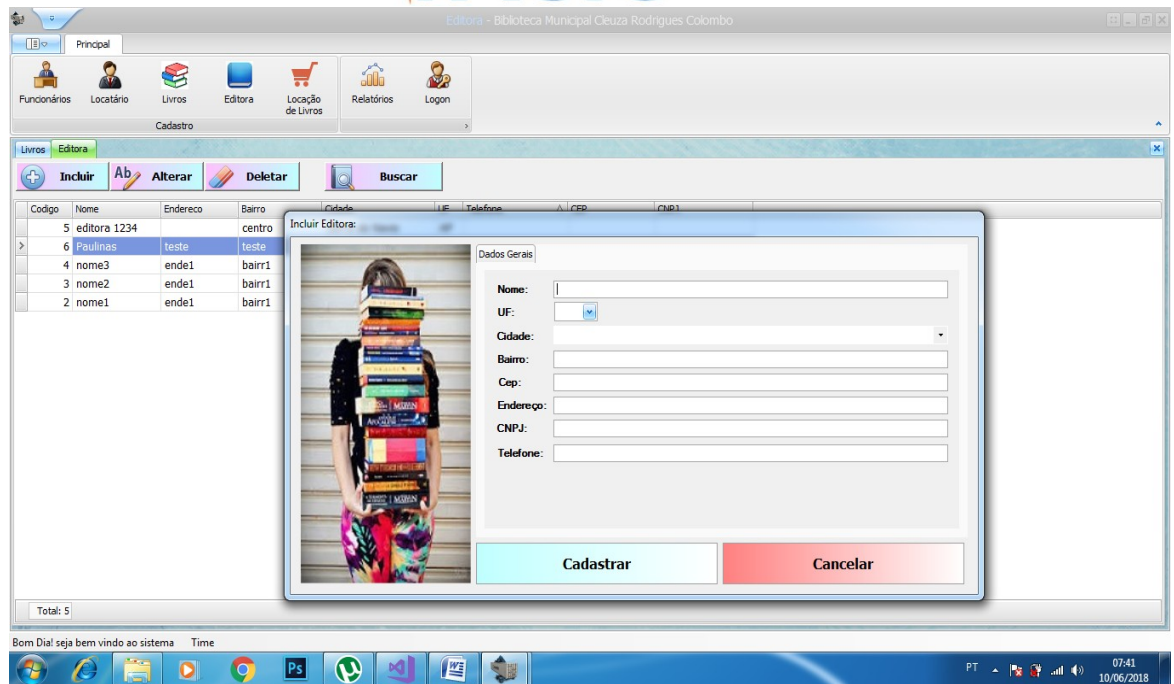 Editora - Biblioteca Municipal Cleuza Rodrigues Colombo
Principal
Funcionários Locatário Livros Editora Locação de Livros Relatórios Logon
Cadastro
Livros Editora
Incluir Alterar Deletar Buscar
Codigo Nome Endereco Bairro Cidade UF Telefone CEP CNPJ
5 editora 1234 centro
6 Paulinas teste teste
4 nome3 ende1 bairr1
3 nome2 ende1 bairr1
2 nome1 ende1 bairr1
Incluir Editora:
Dados Gerais
Nome:
UF:
Cidade:
Bairro:
Cep:
Endereço:
CNPJ:
Telefone:
Cadastrar Cancelar
Total: 5
Bom Dia! seja bem vindo ao sistema Time
Ps
PT 07:41
10/06/2018